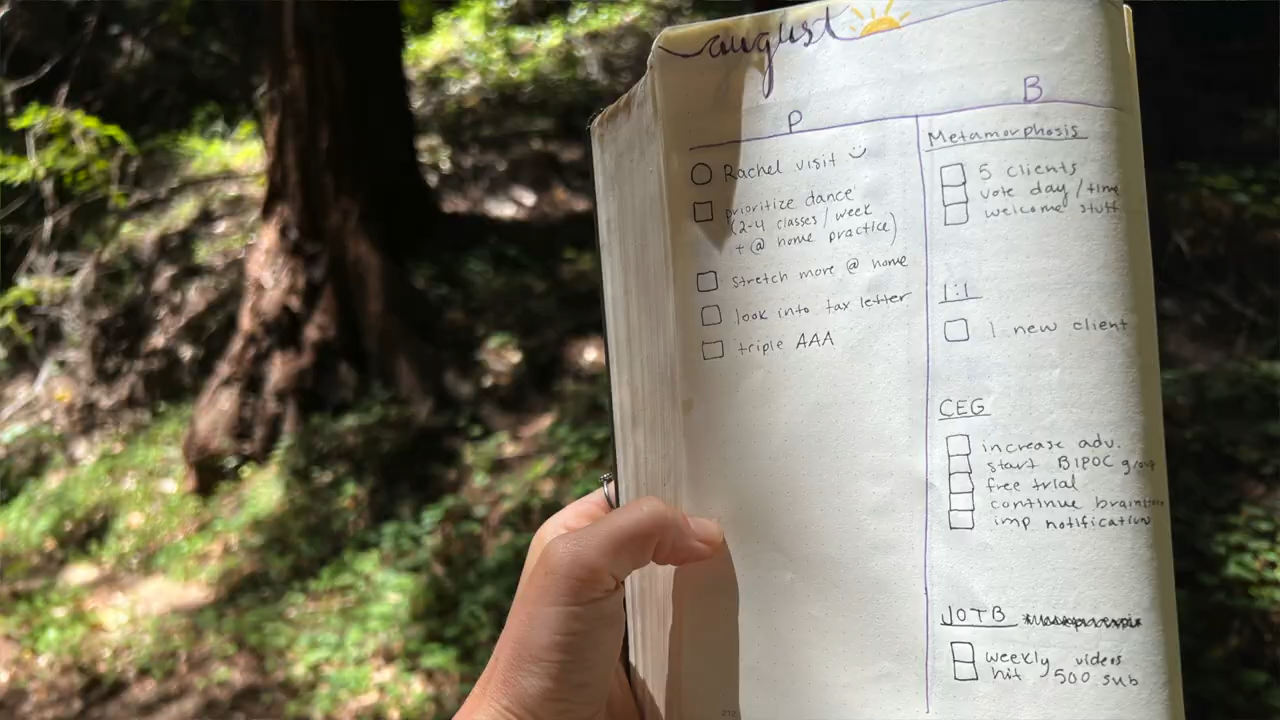 august
P
Rachel visit
prioritize dance
(2-4 classes/week
+ @ home practice)
stretch more @ home
look into tax letter
triple AAA
B
Metamorphosis
5 clients
vote day/time
welcome stuff
1:1
1 new client
CEG
increase adv.
start BIPOC group
free trial
continue
imp notification
JOTB
weekly videos
hit 500 sub
212